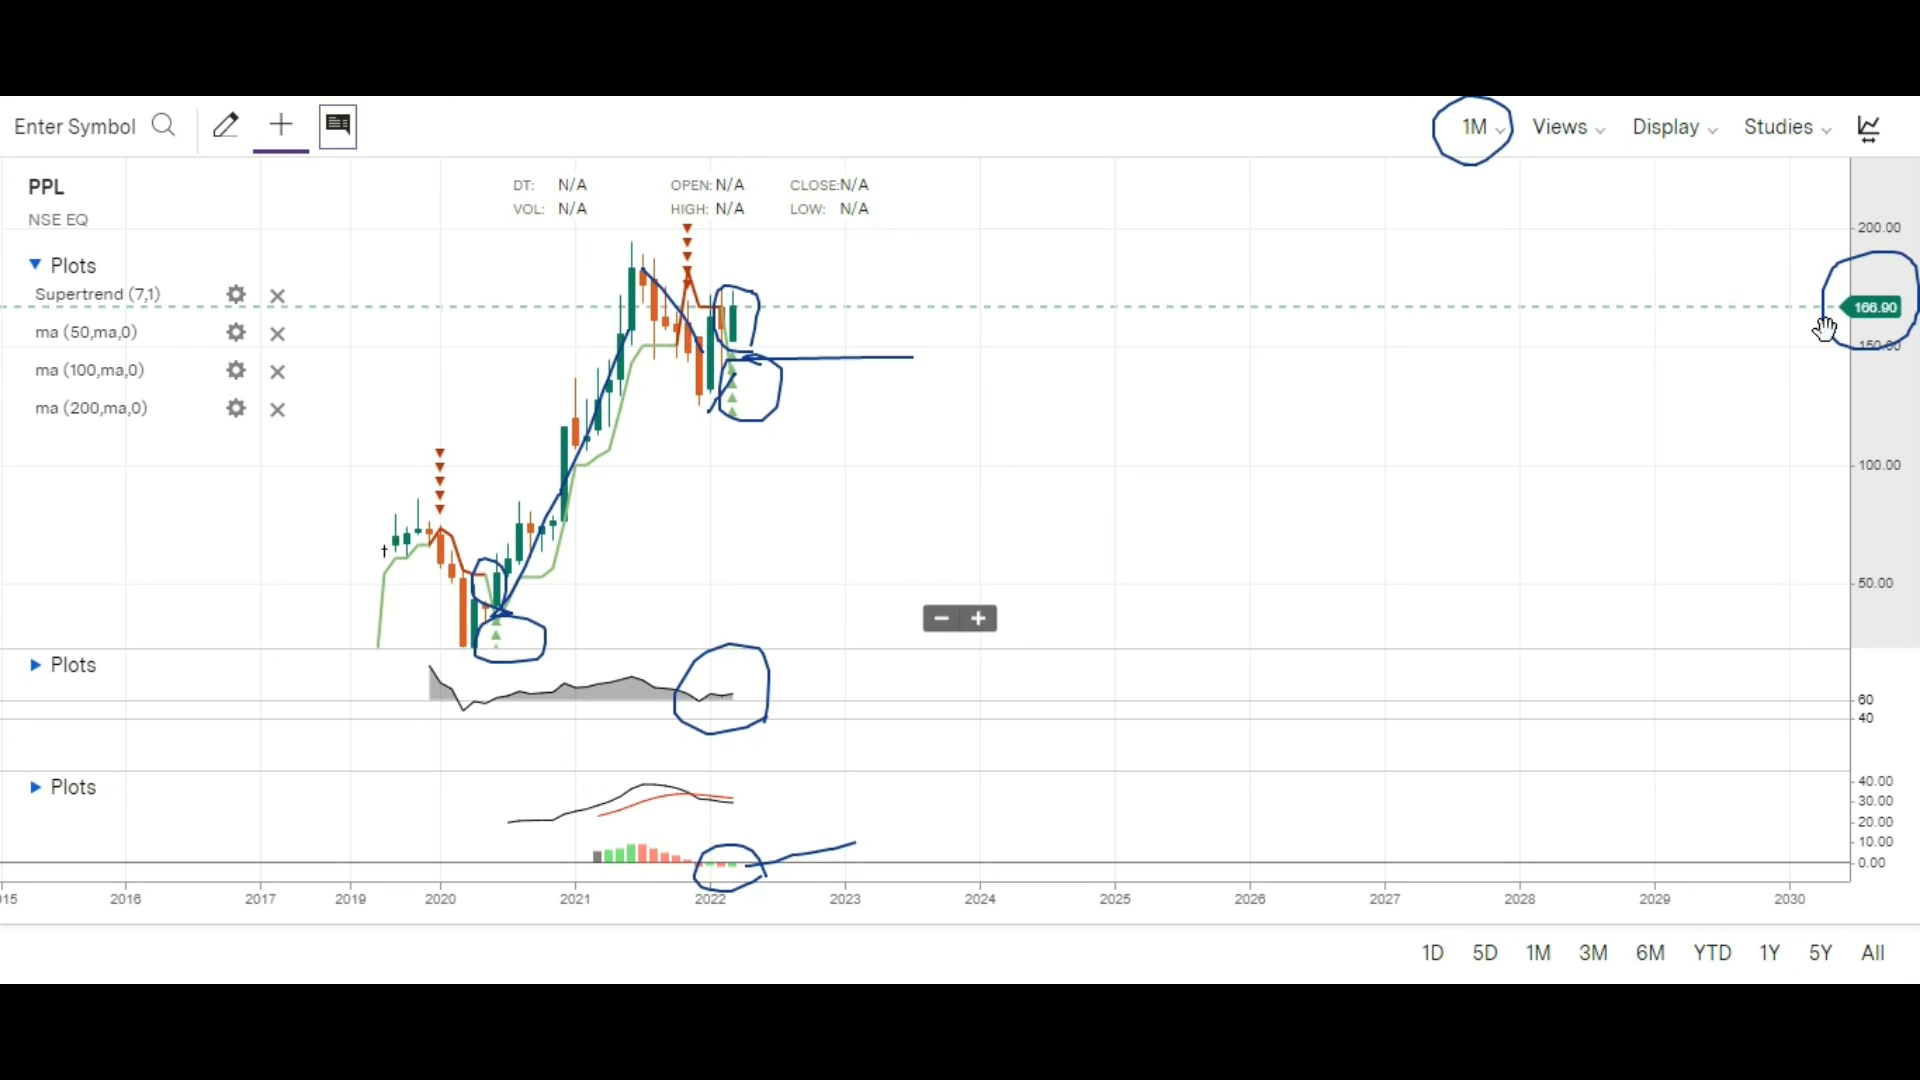 Enter Symbol 1M Views Display Studies
PPL
NSE EQ
DT: N/A OPEN: N/A CLOSE:N/A
VOL: N/A HIGH: N/A LOW: N/A
Plots
Supertrend (7,1)
ma (50,ma,0)
ma (100,ma,0)
ma (200,ma,0)
200.00
166.90
150.00
100.00
50.00
Plots
60
40
Plots
40.00
30.00
20.00
10.00
0.00
15 2016 2017 2019 2020 2021 2022 2023 2024 2025 2026 2027 2028 2029 2030
1D 5D 1M 3M 6M YTD 1Y 5Y All